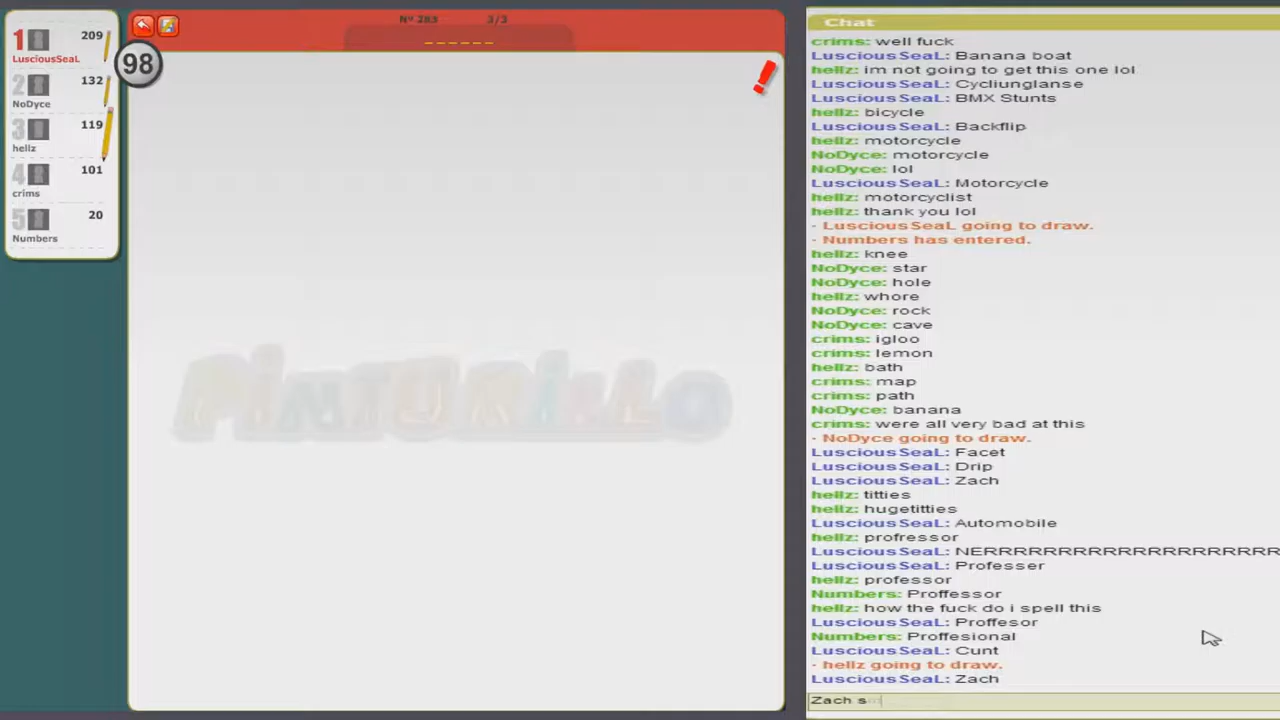 1 209
LusciousSeaL
2 132
NoDyce
3 119
hellz
4 101
crims
5 20
Numbers
98
Nº 283 3/3
_ _ _ _ _ _
!
PINTURILLO
Chat
crims: well fuck
LusciousSeaL: Banana boat
hellz: im not going to get this one lol
LusciousSeaL: Cycliunglanse
LusciousSeaL: BMX Stunts
hellz: bicycle
LusciousSeaL: Backflip
hellz: motorcycle
NoDyce: motorcycle
NoDyce: lol
LusciousSeaL: Motorcycle
hellz: motorcyclist
hellz: thank you lol
- LusciousSeaL going to draw.
- Numbers has entered.
hellz: knee
NoDyce: star
NoDyce: hole
hellz: whore
NoDyce: rock
NoDyce: cave
crims: igloo
crims: lemon
hellz: bath
crims: map
crims: path
NoDyce: banana
crims: were all very bad at this
- NoDyce going to draw.
LusciousSeaL: Facet
LusciousSeaL: Drip
LusciousSeaL: Zach
hellz: titties
hellz: hugetitties
LusciousSeaL: Automobile
hellz: profressor
LusciousSeaL: NERRRRRRRRRRRRRRRRRRRRRR
LusciousSeaL: Professer
hellz: professor
Numbers: Proffessor
hellz: how the fuck do i spell this
LusciousSeaL: Proffesor
Numbers: Proffesional
LusciousSeaL: Cunt
- hellz going to draw.
LusciousSeaL: Zach
Zach s